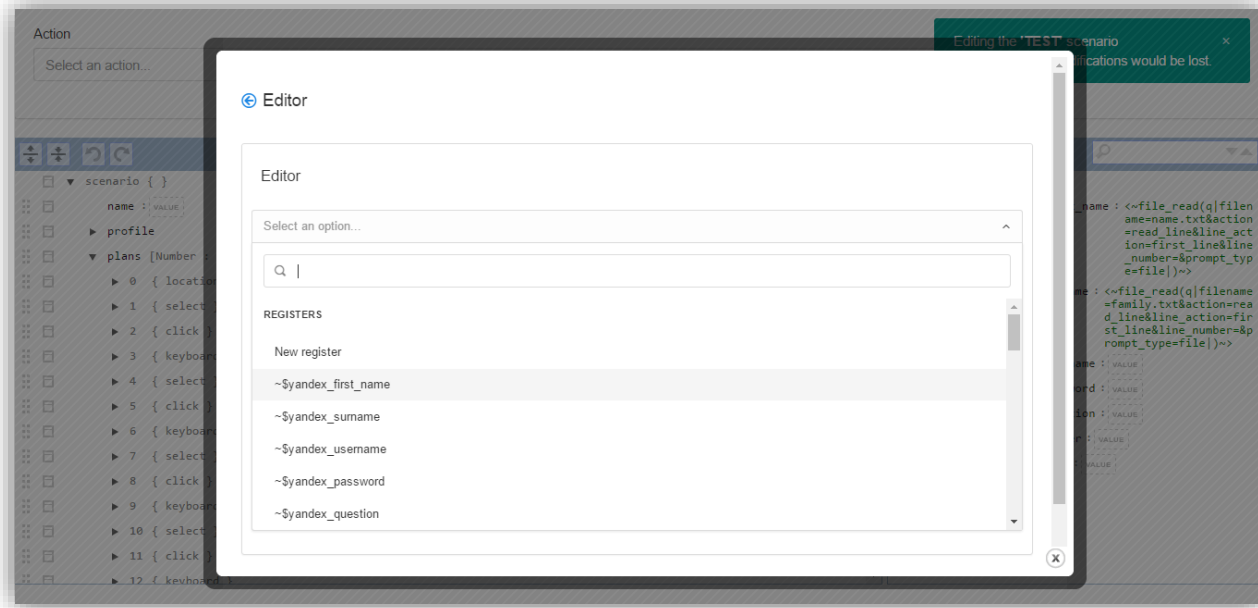 Action
Select an action...
Editing the 'TEST' scenario
ifications would be lost.
×
Editor
Editor
Select an option...
REGISTERS
New register
~$yandex_first_name
~$yandex_surname
~$yandex_username
~$yandex_password
~$yandex_question
x
scenario { }
name : VALUE
profile
plans [Number :
0 { location
1 { select }
2 { click }
3 { keyboard
4 { select }
5 { click }
6 { keyboard
7 { select }
8 { click }
9 { keyboard
10 { select }
11 { click }
12 { keyboard }
_name : <~file_read(q|filen
ame=name.txt&action
=read_line&line_act
ion=first_line&line
_number=&prompt_typ
e=file|)~>
me : <~file_read(q|filename
=family.txt&action=rea
d_line&line_action=fir
st_line&line_number=&p
rompt_type=file|)~>
ame : VALUE
ord : VALUE
ion : VALUE
r : VALUE
: VALUE